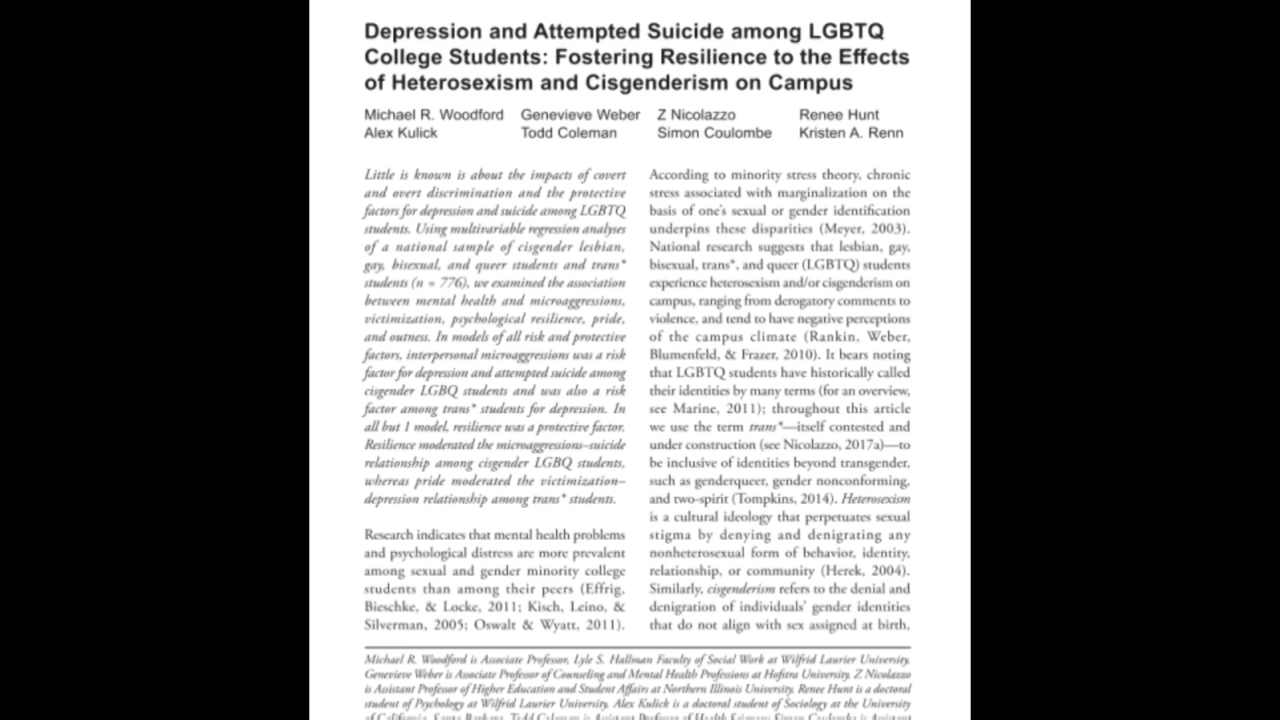 Depression and Attempted Suicide among LGBTQ
College Students: Fostering Resilience to the Effects
of Heterosexism and Cisgenderism on Campus
Michael R. Woodford Genevieve Weber Z Nicolazzo Renee Hunt
Alex Kulick Todd Coleman Simon Coulombe Kristen A. Renn
Little is known is about the impacts of covert
and overt discrimination and the protective
factors for depression and suicide among LGBTQ
students. Using multivariable regression analyses
of a national sample of cisgender lesbian,
gay, bisexual, and queer students and trans*
students (n = 776), we examined the association
between mental health and microaggressions,
victimization, psychological resilience, pride,
and outness. In models of all risk and protective
factors, interpersonal microaggressions was a risk
factor for depression and attempted suicide among
cisgender LGBQ students and was also a risk
factor among trans* students for depression. In
all but 1 model, resilience was a protective factor.
Resilience moderated the microaggressions–suicide
relationship among cisgender LGBQ students,
whereas pride moderated the victimization–
depression relationship among trans* students.
Research indicates that mental health problems
and psychological distress are more prevalent
among sexual and gender minority college
students than among their peers (Effrig,
Bieschke, & Locke, 2011; Kisch, Leino, &
Silverman, 2005; Oswalt & Wyatt, 2011).
According to minority stress theory, chronic
stress associated with marginalization on the
basis of one's sexual or gender identification
underpins these disparities (Meyer, 2003).
National research suggests that lesbian, gay,
bisexual, trans*, and queer (LGBTQ) students
experience heterosexism and/or cisgenderism on
campus, ranging from derogatory comments to
violence, and tend to have negative perceptions
of the campus climate (Rankin, Weber,
Blumenfeld, & Frazer, 2010). It bears noting
that LGBTQ students have historically called
their identities by many terms (for an overview,
see Marine, 2011); throughout this article
we use the term trans*—itself contested and
under construction (see Nicolazzo, 2017a)—to
be inclusive of identities beyond transgender,
such as genderqueer, gender nonconforming,
and two-spirit (Tompkins, 2014). Heterosexism
is a cultural ideology that perpetuates sexual
stigma by denying and denigrating any
nonheterosexual form of behavior, identity,
relationship, or community (Herek, 2004).
Similarly, cisgenderism refers to the denial and
denigration of individuals' gender identities
that do not align with sex assigned at birth,
Michael R. Woodford is Associate Professor, Lyle S. Hallman Faculty of Social Work at Wilfrid Laurier University.
Genevieve Weber is Associate Professor of Counseling and Mental Health Professions at Hofstra University. Z Nicolazzo
is Assistant Professor of Higher Education and Student Affairs at Northern Illinois University. Renee Hunt is a doctoral
student of Psychology at Wilfrid Laurier University. Alex Kulick is a doctoral student of Sociology at the University
of California, Santa Barbara. Todd Coleman is Assistant Professor of Health Sciences; Simon Coulombe is Assistant